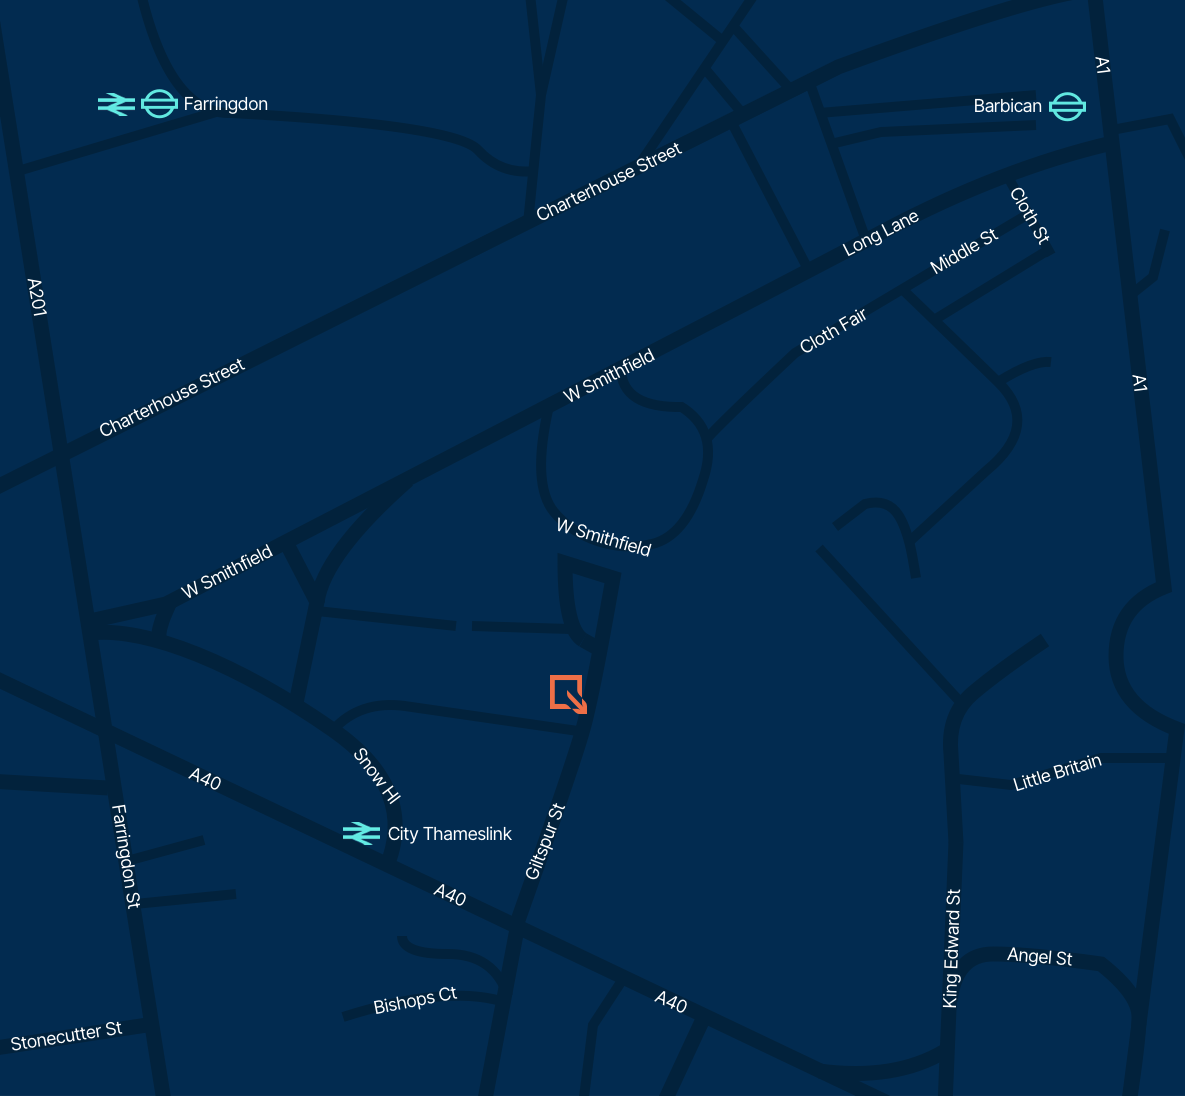 A1
Farringdon
Barbican
Charterhouse Street
Cloth St
Long Lane
Middle St
A201
Cloth Fair
W Smithfield
A1
Charterhouse Street
W Smithfield
W Smithfield
Snow Hl
A40
Little Britain
Farringdon St
City Thameslink
Giltspur St
A40
King Edward St
Angel St
Bishops Ct
A40
Stonecutter St